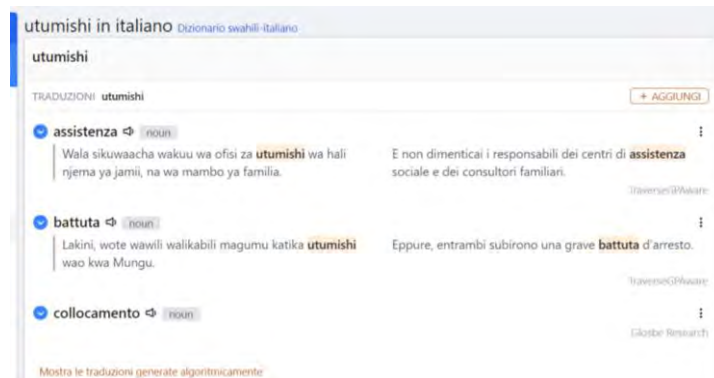 utumishi in italiano Dizionario swahili-italiano
utumishi
TRADUZIONI utumishi
+ AGGIUNGI
assistenza noun
Wala sikuwaacha wakuu wa ofisi za utumishi wa hali
njema ya jamii, na wa mambo ya familia.
E non dimenticai i responsabili dei centri di assistenza
sociale e dei consultori familiari.
TraverseGPAware
battuta noun
Lakini, wote wawili walikabili magumu katika utumishi
wao kwa Mungu.
Eppure, entrambi subirono una grave battuta d'arresto.
TraverseGPAware
collocamento noun
Glosbe Research
Mostra le traduzioni generate algoritmicamente